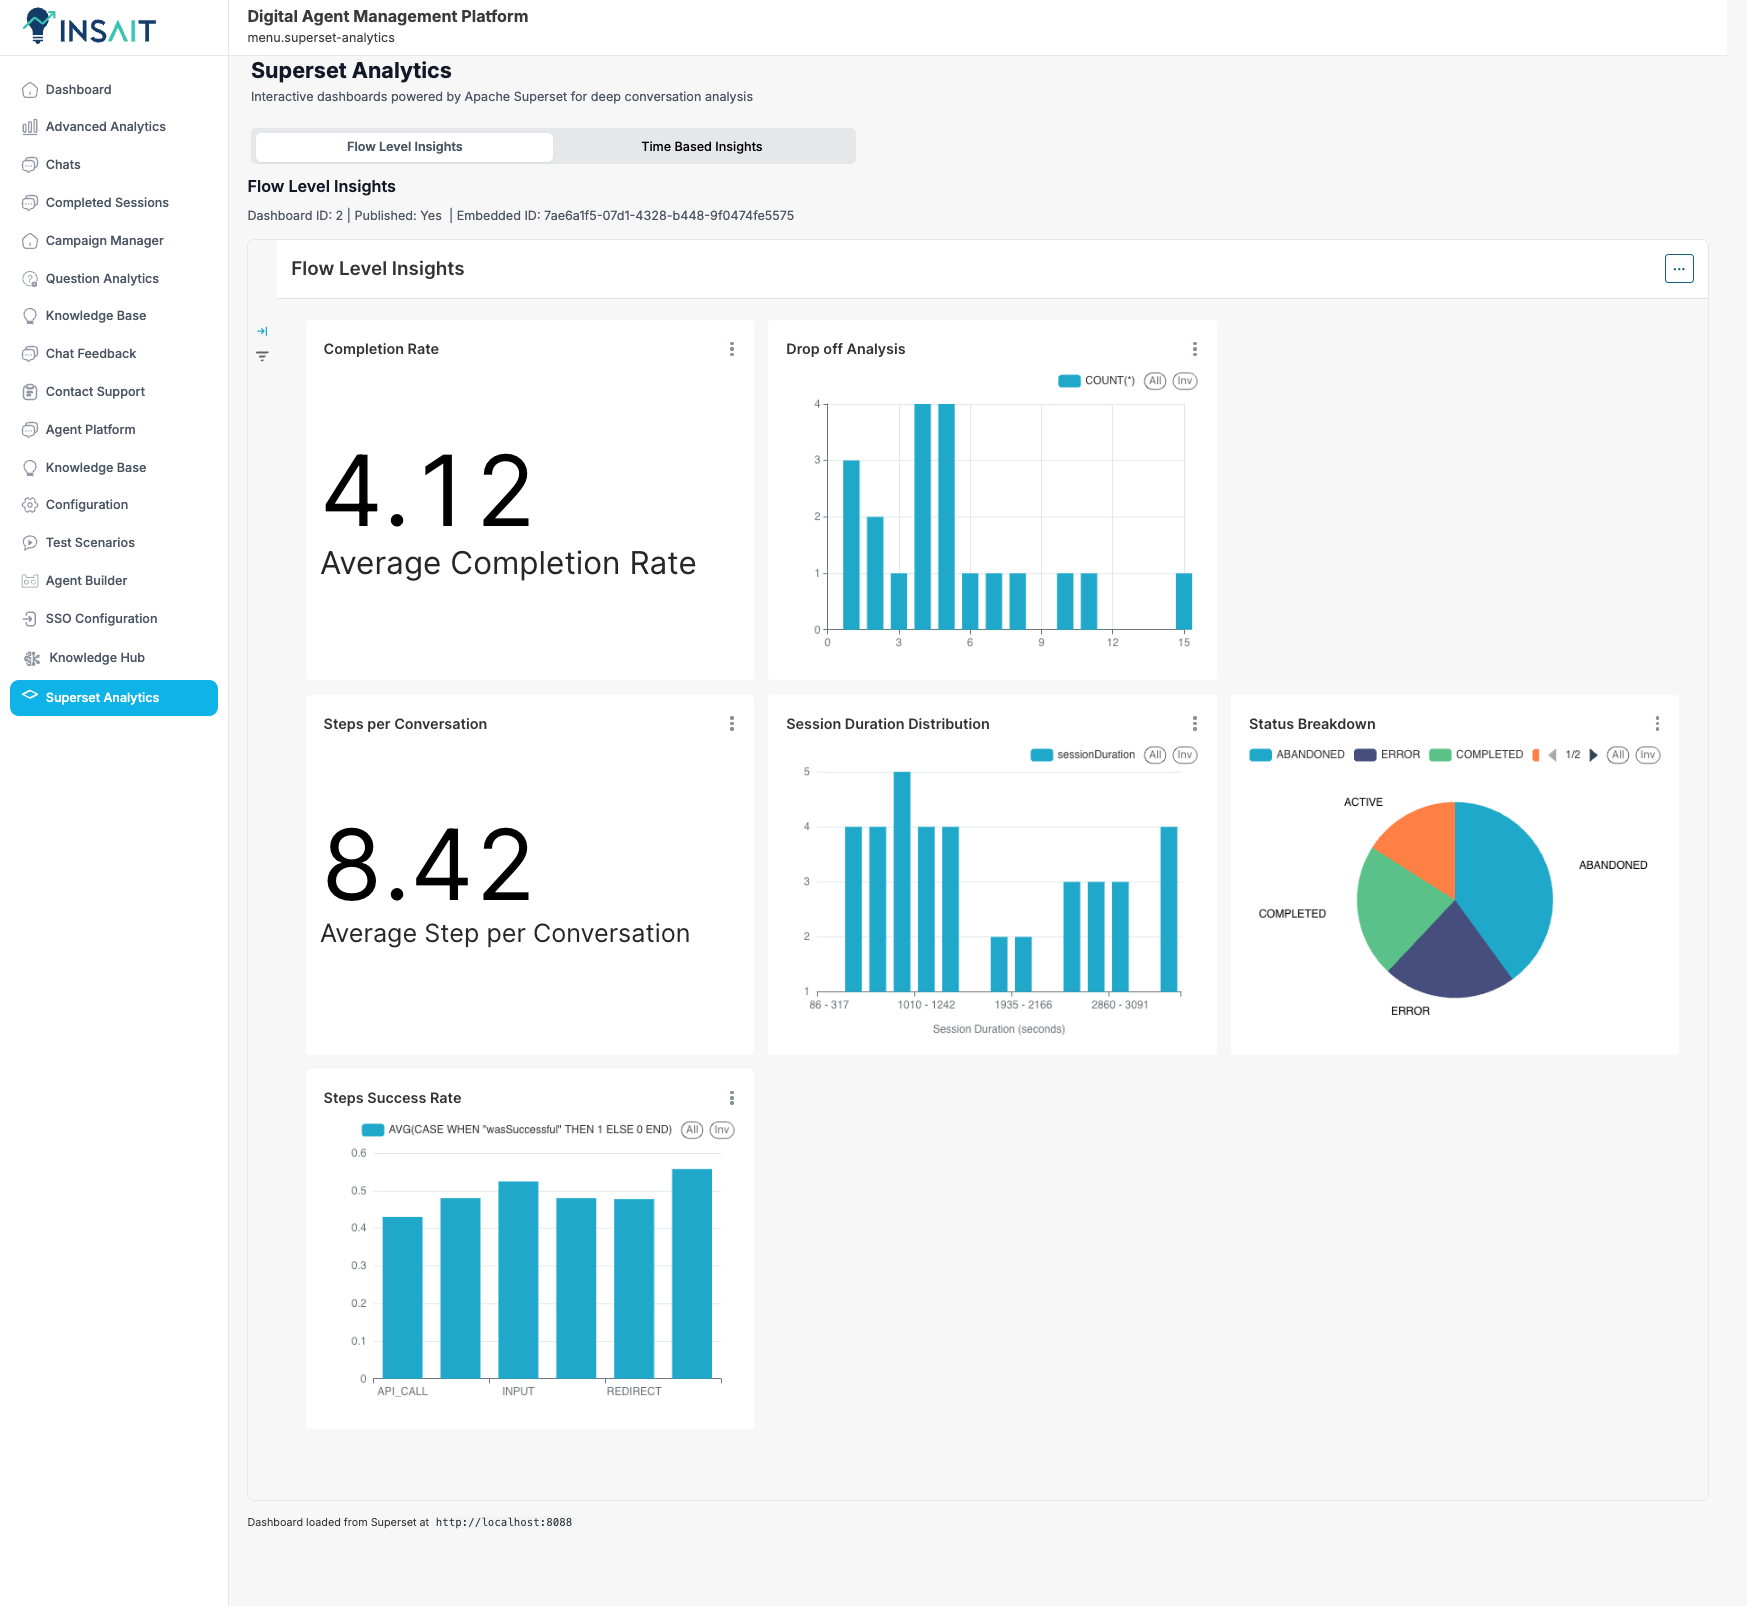 INSAIT
Digital Agent Management Platform
menu.superset-analytics
Dashboard
Advanced Analytics
Chats
Completed Sessions
Campaign Manager
Question Analytics
Knowledge Base
Chat Feedback
Contact Support
Agent Platform
Knowledge Base
Configuration
Test Scenarios
Agent Builder
SSO Configuration
Knowledge Hub
Superset Analytics
Superset Analytics
Interactive dashboards powered by Apache Superset for deep conversation analysis
Flow Level Insights
Time Based Insights
Flow Level Insights
Dashboard ID: 2 | Published: Yes | Embedded ID: 7ae6a1f5-07d1-4328-b448-9f0474fe5575
Flow Level Insights
Completion Rate
4.12
Average Completion Rate
Drop off Analysis
COUNT(*) All Inv
4
3
2
1
0
0 3 6 9 12 15
Steps per Conversation
8.42
Average Step per Conversation
Session Duration Distribution
sessionDuration All Inv
5
4
3
2
1
86 - 317 1010 - 1242 1935 - 2166 2860 - 3091
Session Duration (seconds)
Status Breakdown
ABANDONED ERROR COMPLETED 1/2 All Inv
ACTIVE
ABANDONED
COMPLETED
ERROR
Steps Success Rate
AVG(CASE WHEN "wasSuccessful" THEN 1 ELSE 0 END) All Inv
0.6
0.5
0.4
0.3
0.2
0.1
0
API_CALL INPUT REDIRECT
Dashboard loaded from Superset at http://localhost:8088